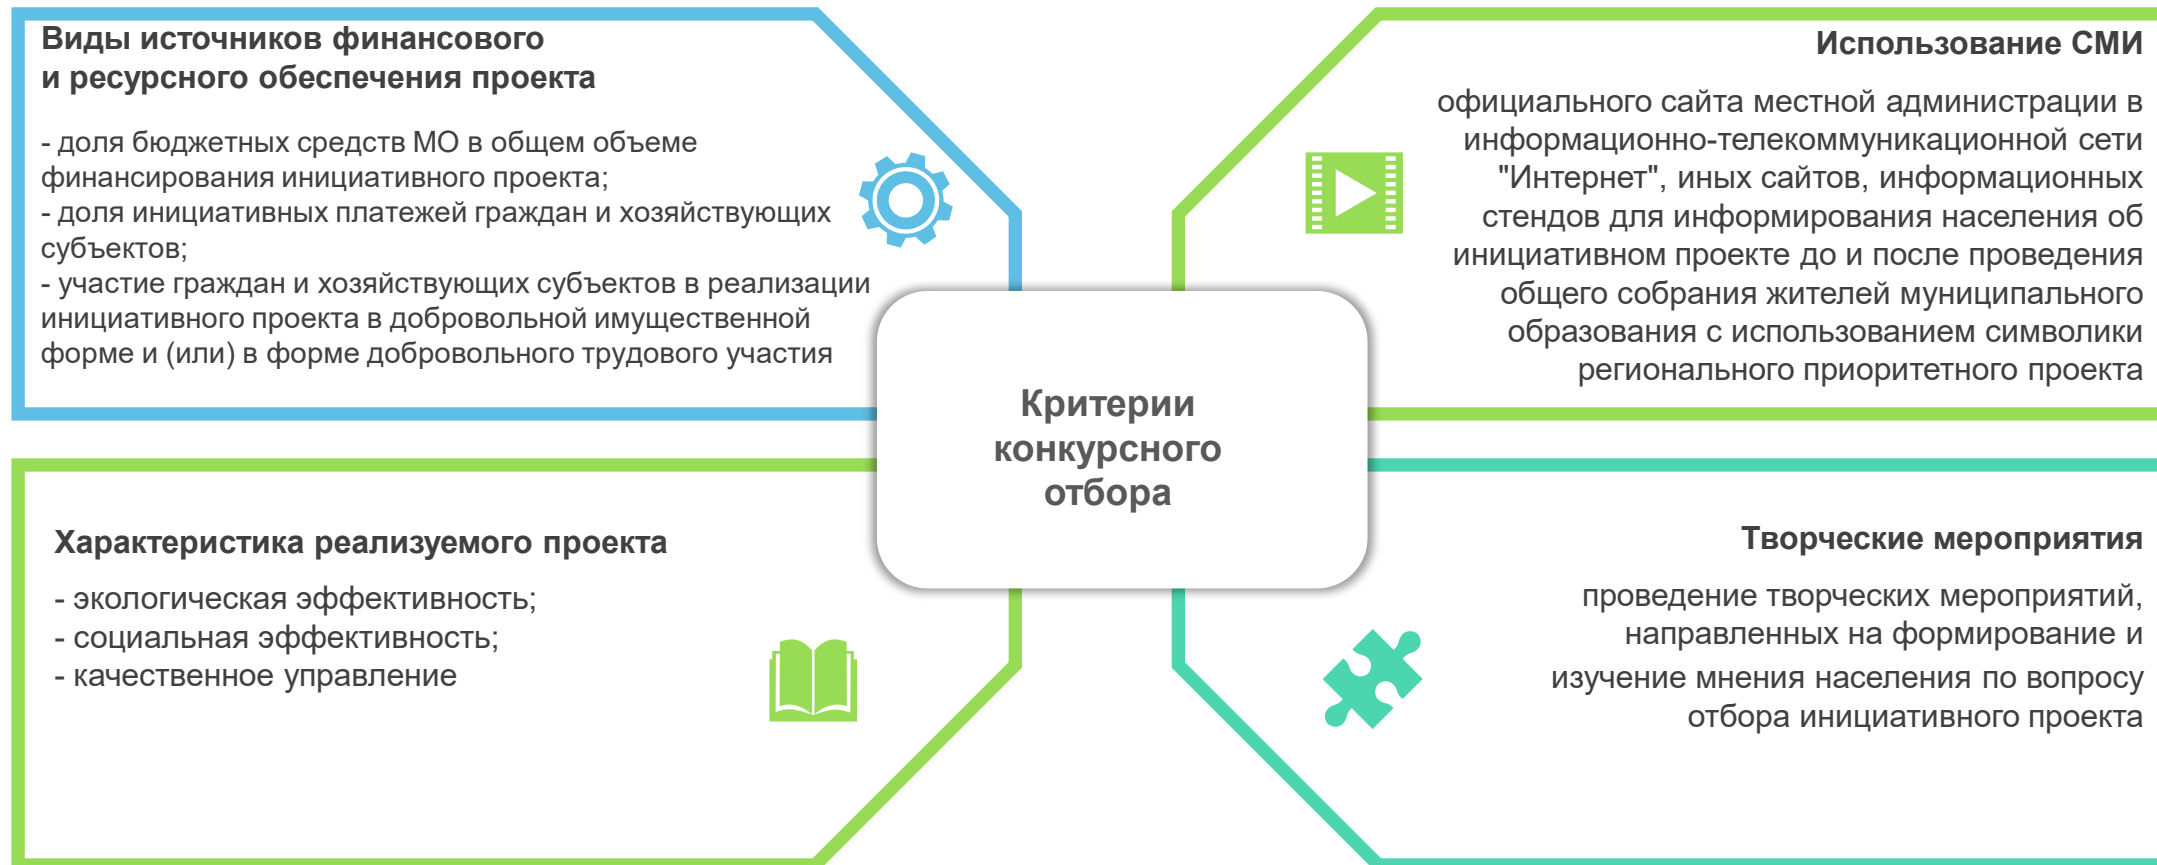 Виды источников финансового
и ресурсного обеспечения проекта
- доля бюджетных средств МО в общем объеме
финансирования инициативного проекта;
- доля инициативных платежей граждан и хозяйствующих
субъектов;
- участие граждан и хозяйствующих субъектов в реализации
инициативного проекта в добровольной имущественной
форме и (или) в форме добровольного трудового участия
Использование СМИ
официального сайта местной администрации в
информационно-телекоммуникационной сети
"Интернет", иных сайтов, информационных
стендов для информирования населения об
инициативном проекте до и после проведения
общего собрания жителей муниципального
образования с использованием символики
регионального приоритетного проекта
Критерии
конкурсного
отбора
Характеристика реализуемого проекта
- экологическая эффективность;
- социальная эффективность;
- качественное управление
Творческие мероприятия
проведение творческих мероприятий,
направленных на формирование и
изучение мнения населения по вопросу
отбора инициативного проекта